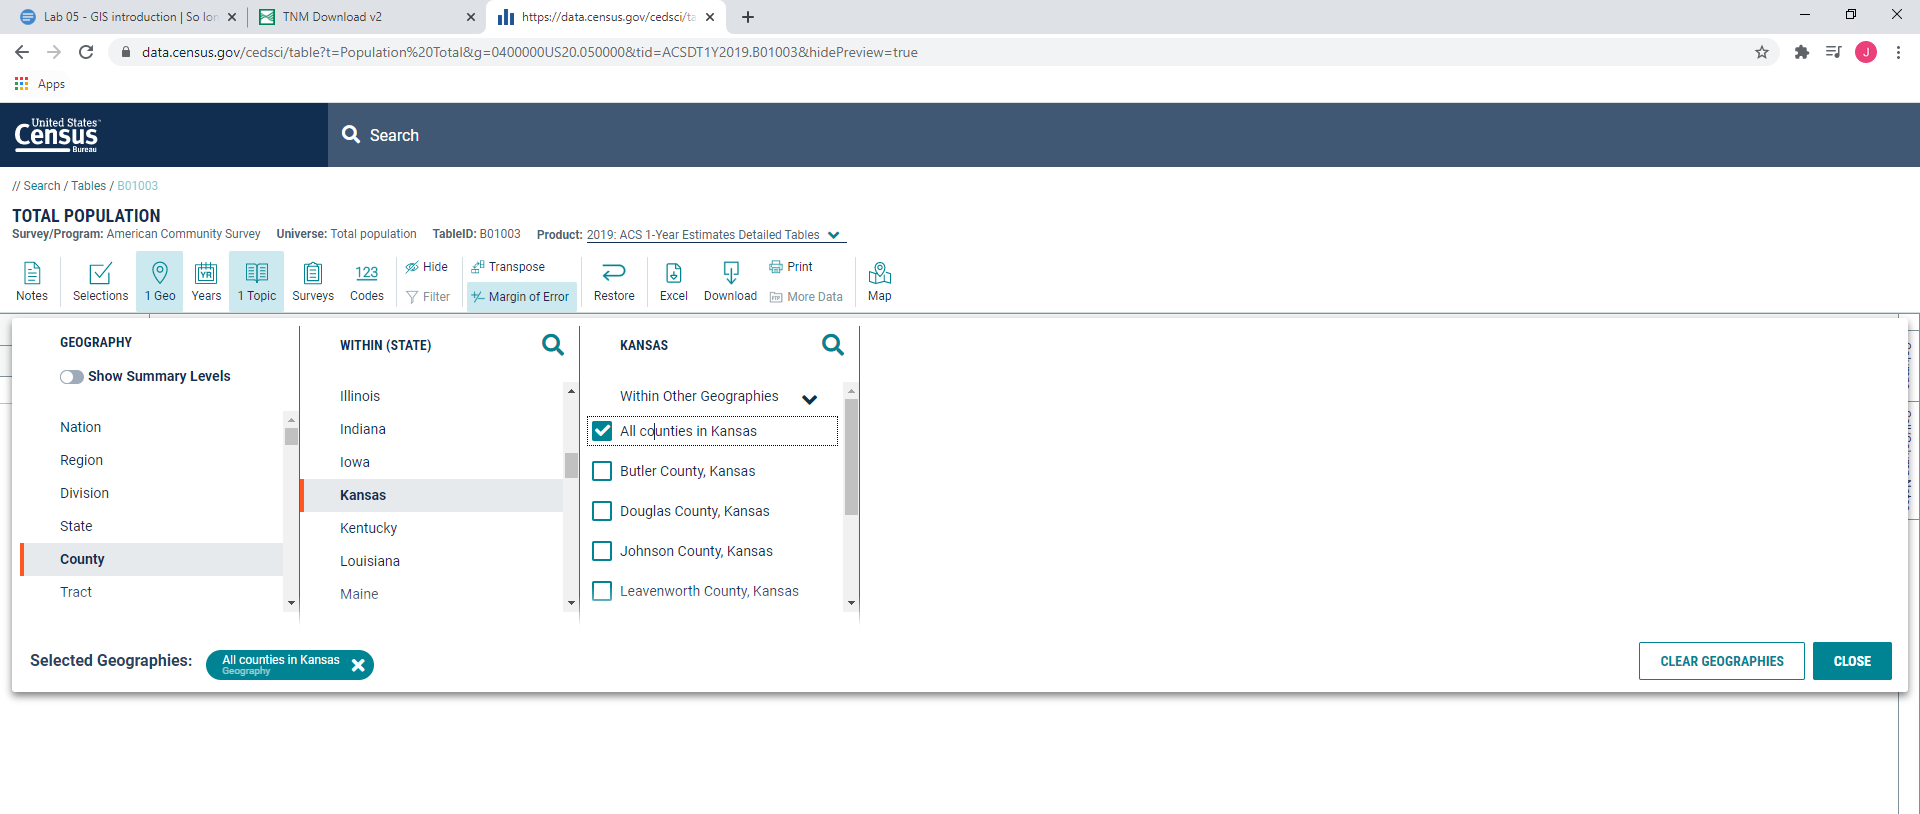 Lab 05 - GIS introduction | So lon
TNM Download v2
https://data.census.gov/cedsci/ta
data.census.gov/cedsci/table?t=Population%20Total&g=0400000US20.050000&tid=ACSDT1Y2019.B01003&hidePreview=true
J
Apps
United States™
Census
Bureau
Search
// Search / Tables / B01003
TOTAL POPULATION
Survey/Program: American Community Survey Universe: Total population TableID: B01003 Product: 2019: ACS 1-Year Estimates Detailed Tables
Notes
Selections
1 Geo
YR
Years
1 Topic
Surveys
123
Codes
Hide
Filter
Transpose
Margin of Error
Restore
Excel
Download
Print
FTP
More Data
Map
GEOGRAPHY
Show Summary Levels
Nation
Region
Division
State
County
Tract
WITHIN (STATE)
Illinois
Indiana
Iowa
Kansas
Kentucky
Louisiana
Maine
KANSAS
Within Other Geographies
All counties in Kansas
Butler County, Kansas
Douglas County, Kansas
Johnson County, Kansas
Leavenworth County, Kansas
Selected Geographies:
All counties in Kansas
Geography
CLEAR GEOGRAPHIES
CLOSE